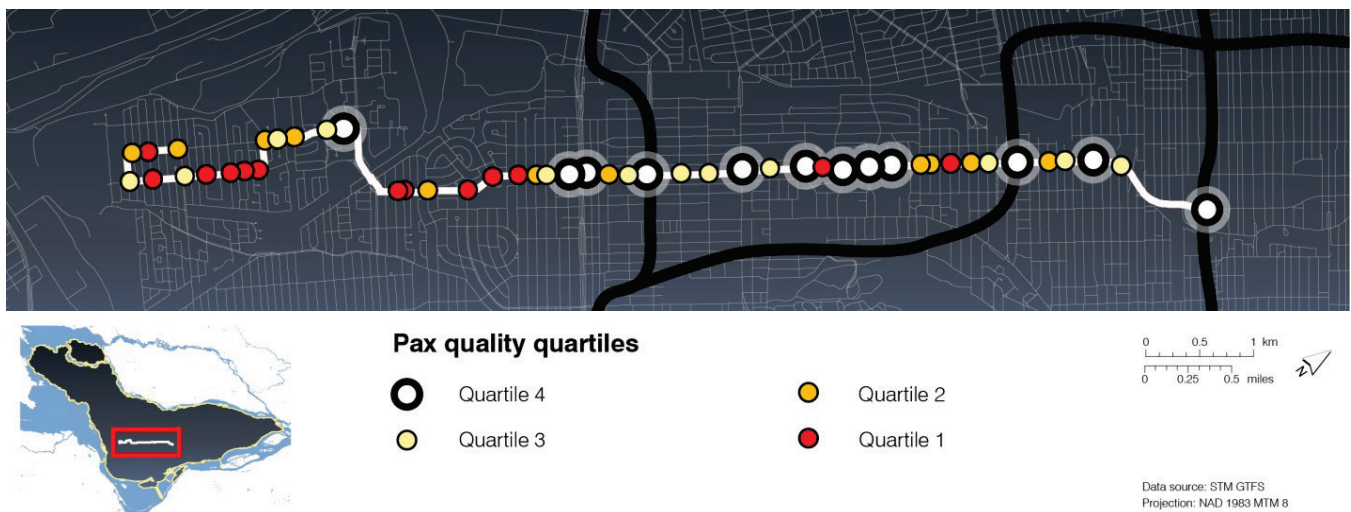 Pax quality quartiles
Quartile 4
Quartile 2
Quartile 3
Quartile 1
0 0.5 1 km
0 0.25 0.5 miles
N
Data source: STM GTFS
Projection: NAD 1983 MTM 8